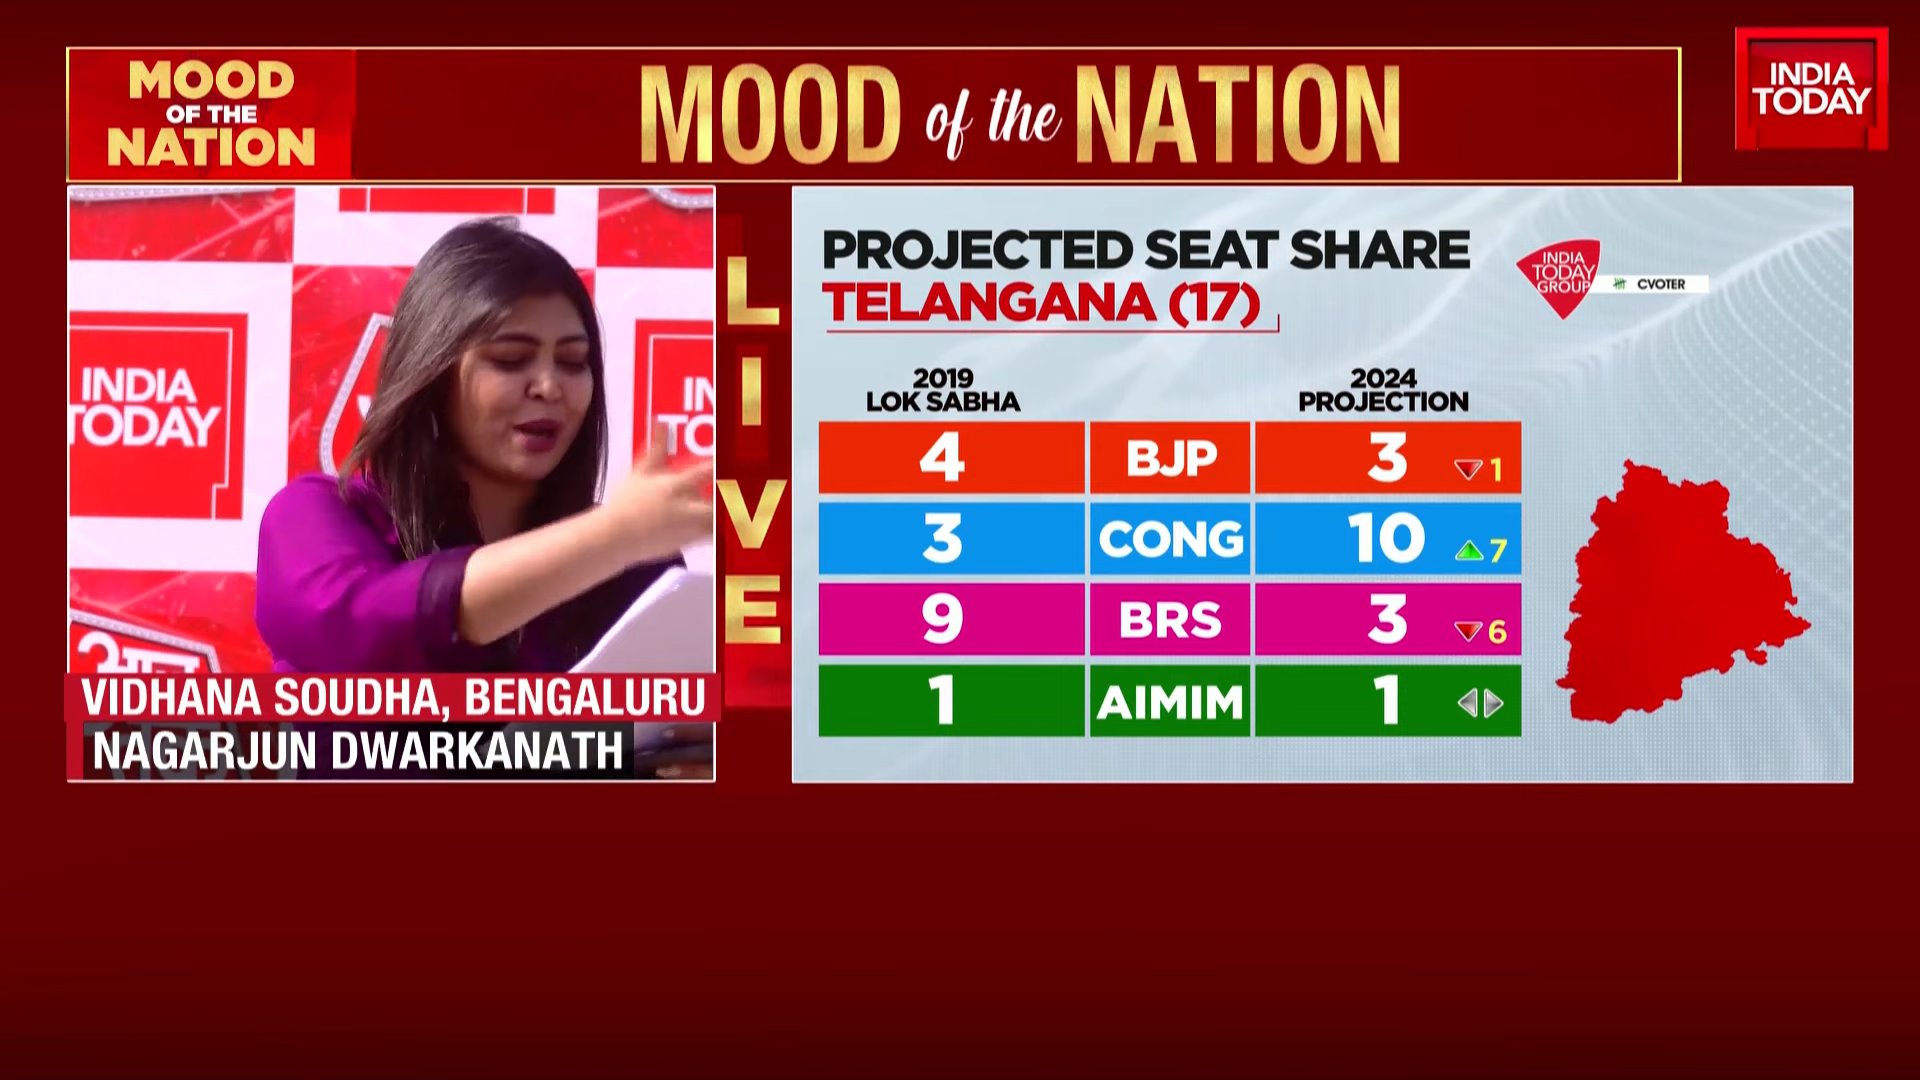 MOOD
OF THE
NATION
MOOD of the NATION
INDIA
TODAY
INDIA
TODAY
LIVE
VIDHANA SOUDHA, BENGALURU
NAGARJUN DWARKANATH
PROJECTED SEAT SHARE
TELANGANA (17)
INDIA
TODAY
GROUP
CVOTER
2019
LOK SABHA
2024
PROJECTION
4 BJP 3 1
3 CONG 10 7
9 BRS 3 6
1 AIMIM 1